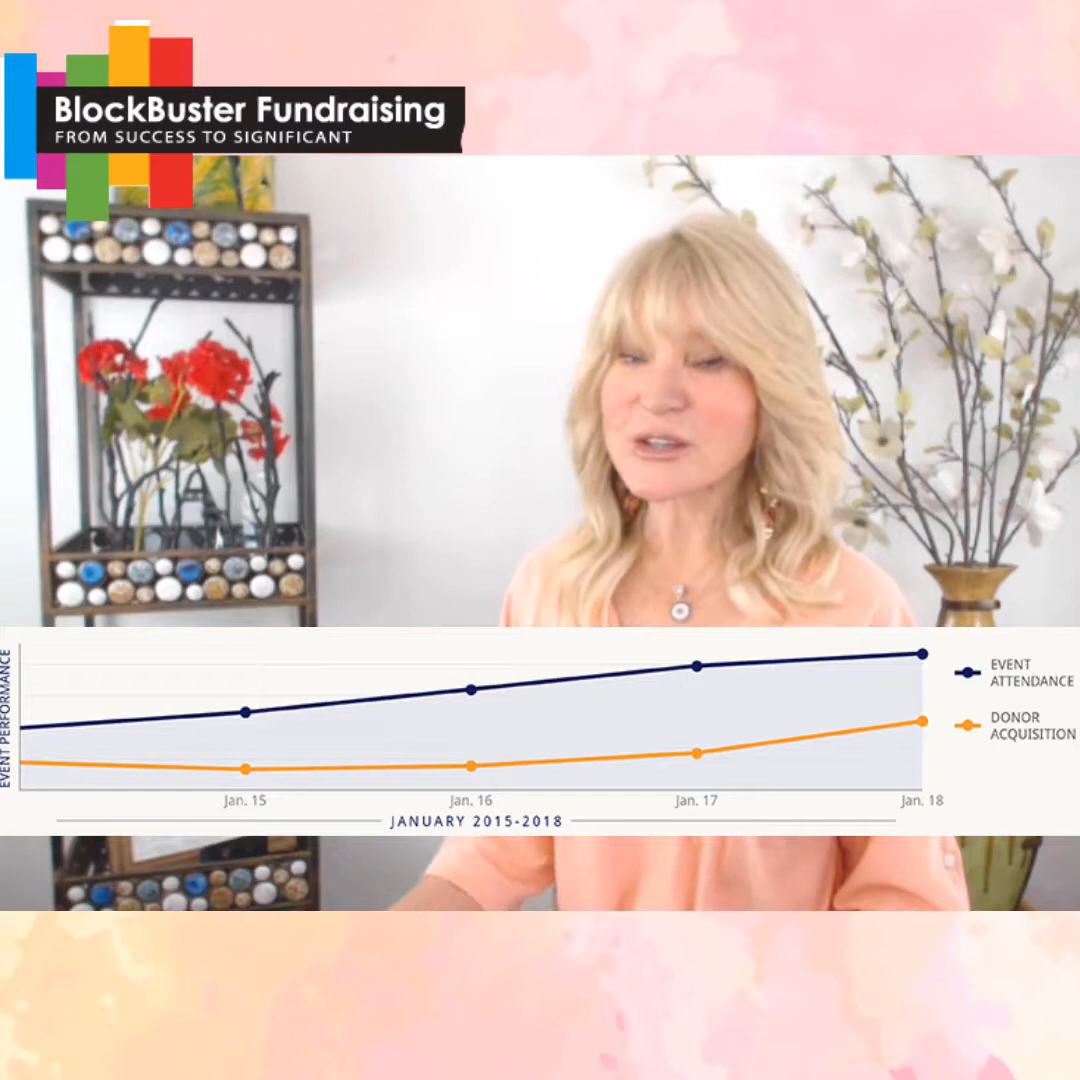 BlockBuster Fundraising
FROM SUCCESS TO SIGNIFICANT
EVENT PERFORMANCE
EVENT
ATTENDANCE
DONOR
ACQUISITION
Jan. 15
Jan. 16
Jan. 17
Jan. 18
JANUARY 2015-2018